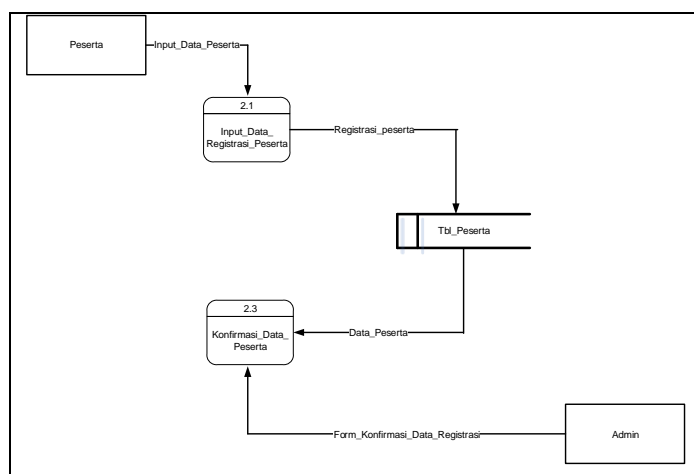 Peserta
Input_Data_Peserta
2.1
Input_Data_
Registrasi_Peserta
Registrasi_peserta
Tbl_Peserta
2.3
Konfirmasi_Data_
Peserta
Data_Peserta
Form_Konfirmasi_Data_Registrasi
Admin